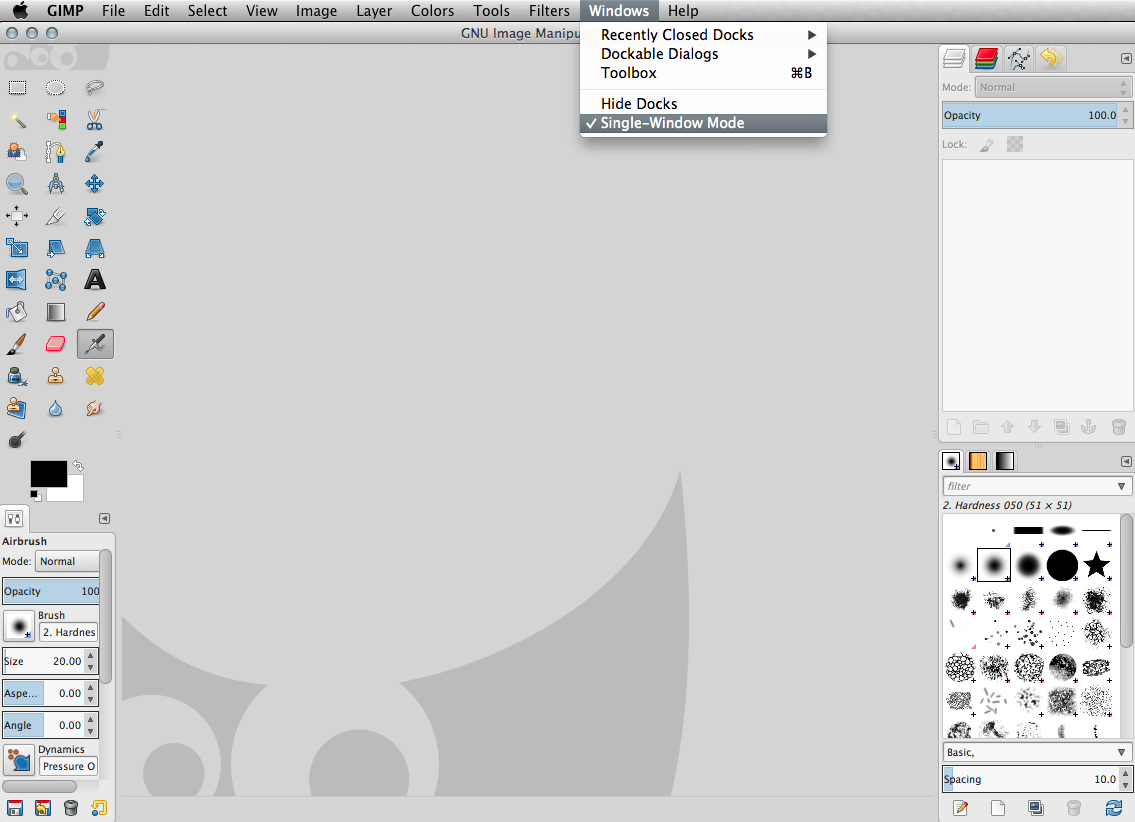 GIMP File Edit Select View Image Layer Colors Tools Filters Windows Help
GNU Image Manipu
Recently Closed Docks
Dockable Dialogs
Toolbox ⌘B
Hide Docks
✓ Single-Window Mode
Mode: Normal
Opacity 100.0
Lock:
filter
2. Hardness 050 (51 × 51)
Basic,
Spacing 10.0
Airbrush
Mode: Normal
Opacity 100
Brush
2. Hardnes
Size 20.00
Aspe... 0.00
Angle 0.00
Dynamics
Pressure O